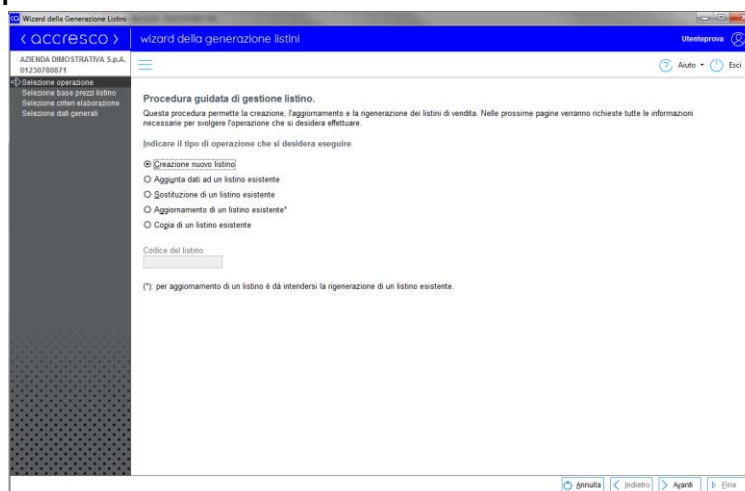 Wizard della Generazione Listini
accresco
wizard della generazione listini
Utenteprova
AZIENDA DIMOSTRATIVA S.p.A.
01230780871
Aiuto
Esci
Selezione operazione
Selezione base prezzi listino
Selezione criteri elaborazione
Selezione dati generali
Procedura guidata di gestione listino.
Questa procedura permette la creazione, l'aggiornamento e la rigenerazione dei listini di vendita. Nelle prossime pagine verranno richieste tutte le informazioni
necessarie per svolgere l'operazione che si desidera effettuare.
Indicare il tipo di operazione che si desidera eseguire
Creazione nuovo listino
Aggiunta dati ad un listino esistente
Sostituzione di un listino esistente
Aggiornamento di un listino esistente*
Copia di un listino esistente
Codice del listino
(*): per aggiornamento di un listino è dà intendersi la rigenerazione di un listino esistente.
Annulla
Indietro
Avanti
Fine